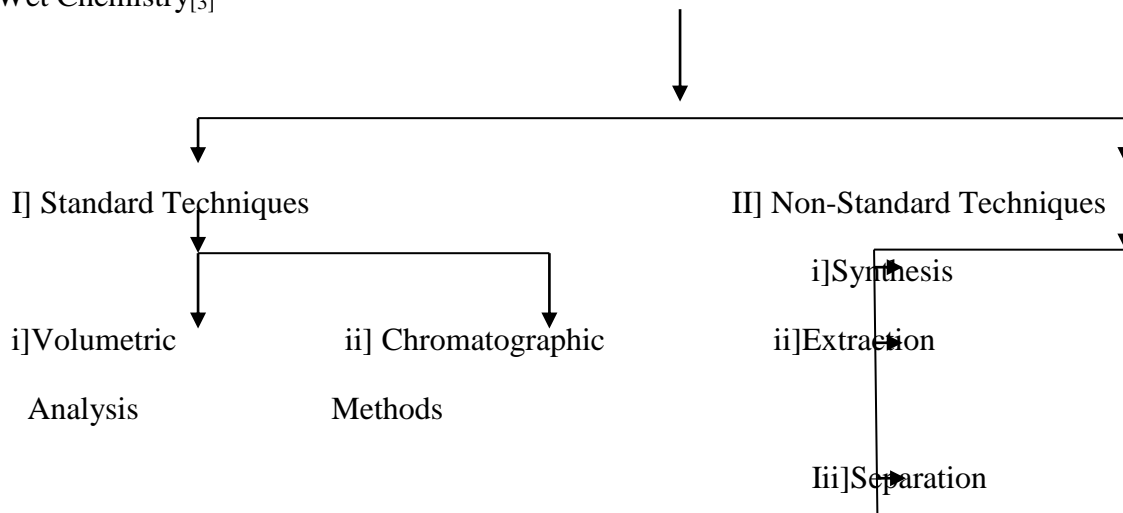 Wet Chemistry[3]
I] Standard Techniques
II] Non-Standard Techniques
i]Synthesis
i]Volumetric
ii] Chromatographic
ii]Extraction
Analysis
Methods
Iii]Separation